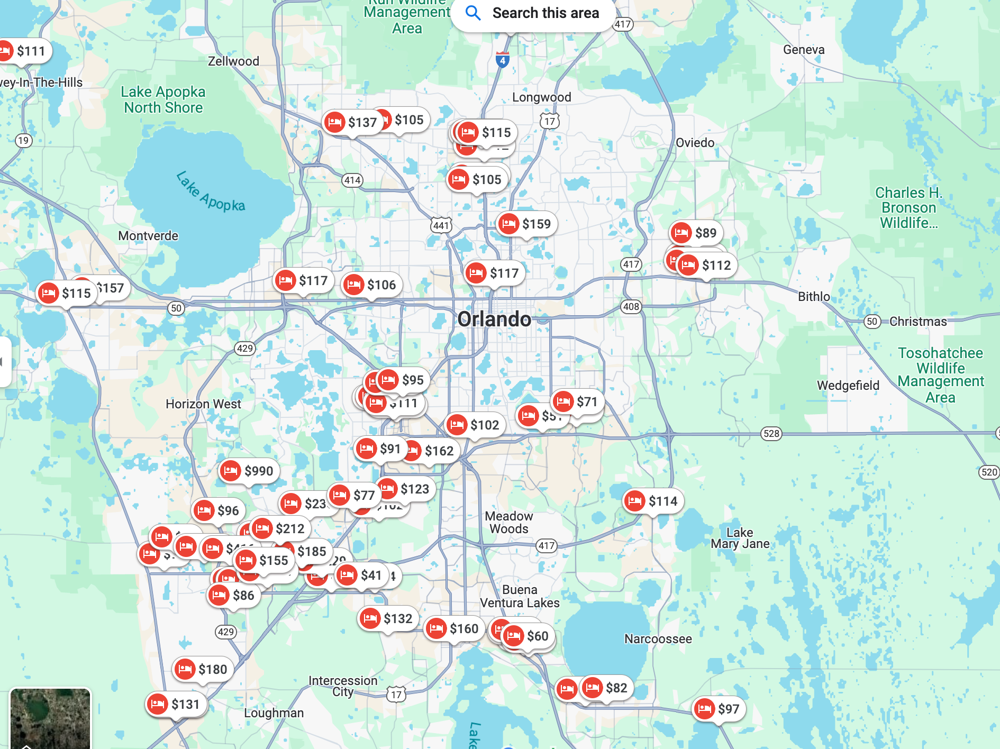 Run Wildlife
Management
Area
Search this area
417
Geneva
$111
4
Zellwood
wey-In-The-Hills
Lake Apopka
North Shore
Longwood
17
$137
$105
$115
19
Oviedo
414
$105
Lake Apopka
Charles H.
Bronson
Wildlife...
441
$159
$89
Montverde
417
$112
$117
$117
$106
$115
$157
Bithlo
50
408
Orlando
50
Christmas
429
Tosohatchee
Wildlife
Management
Area
$95
Wedgefield
Horizon West
$111
$71
$51
$102
528
$91
$162
$990
520
$123
$77
$23
$102
$96
$114
Meadow
Woods
$212
Lake
Mary Jane
417
$185
$155
$41
Buena
Ventura Lakes
$86
$132
$160
$60
429
Narcoossee
$180
Intercession
City
17
$82
$131
$97
Loughman
Lake